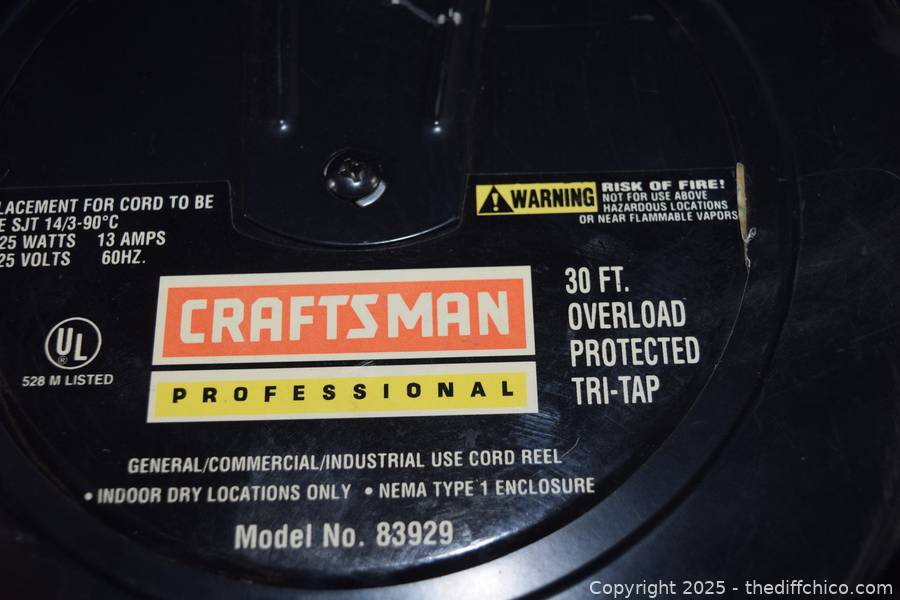 LACEMENT FOR CORD TO BE
E SJT 14/3-90°C
25 WATTS 13 AMPS
25 VOLTS 60HZ.
WARNING
RISK OF FIRE!
NOT FOR USE ABOVE
HAZARDOUS LOCATIONS
OR NEAR FLAMMABLE VAPORS
CRAFTSMAN
PROFESSIONAL
30 FT.
OVERLOAD
PROTECTED
TRI-TAP
UL
®
528 M LISTED
GENERAL/COMMERCIAL/INDUSTRIAL USE CORD REEL
• INDOOR DRY LOCATIONS ONLY • NEMA TYPE 1 ENCLOSURE
Model No. 83929
Copyright 2025 - thediffchico.com